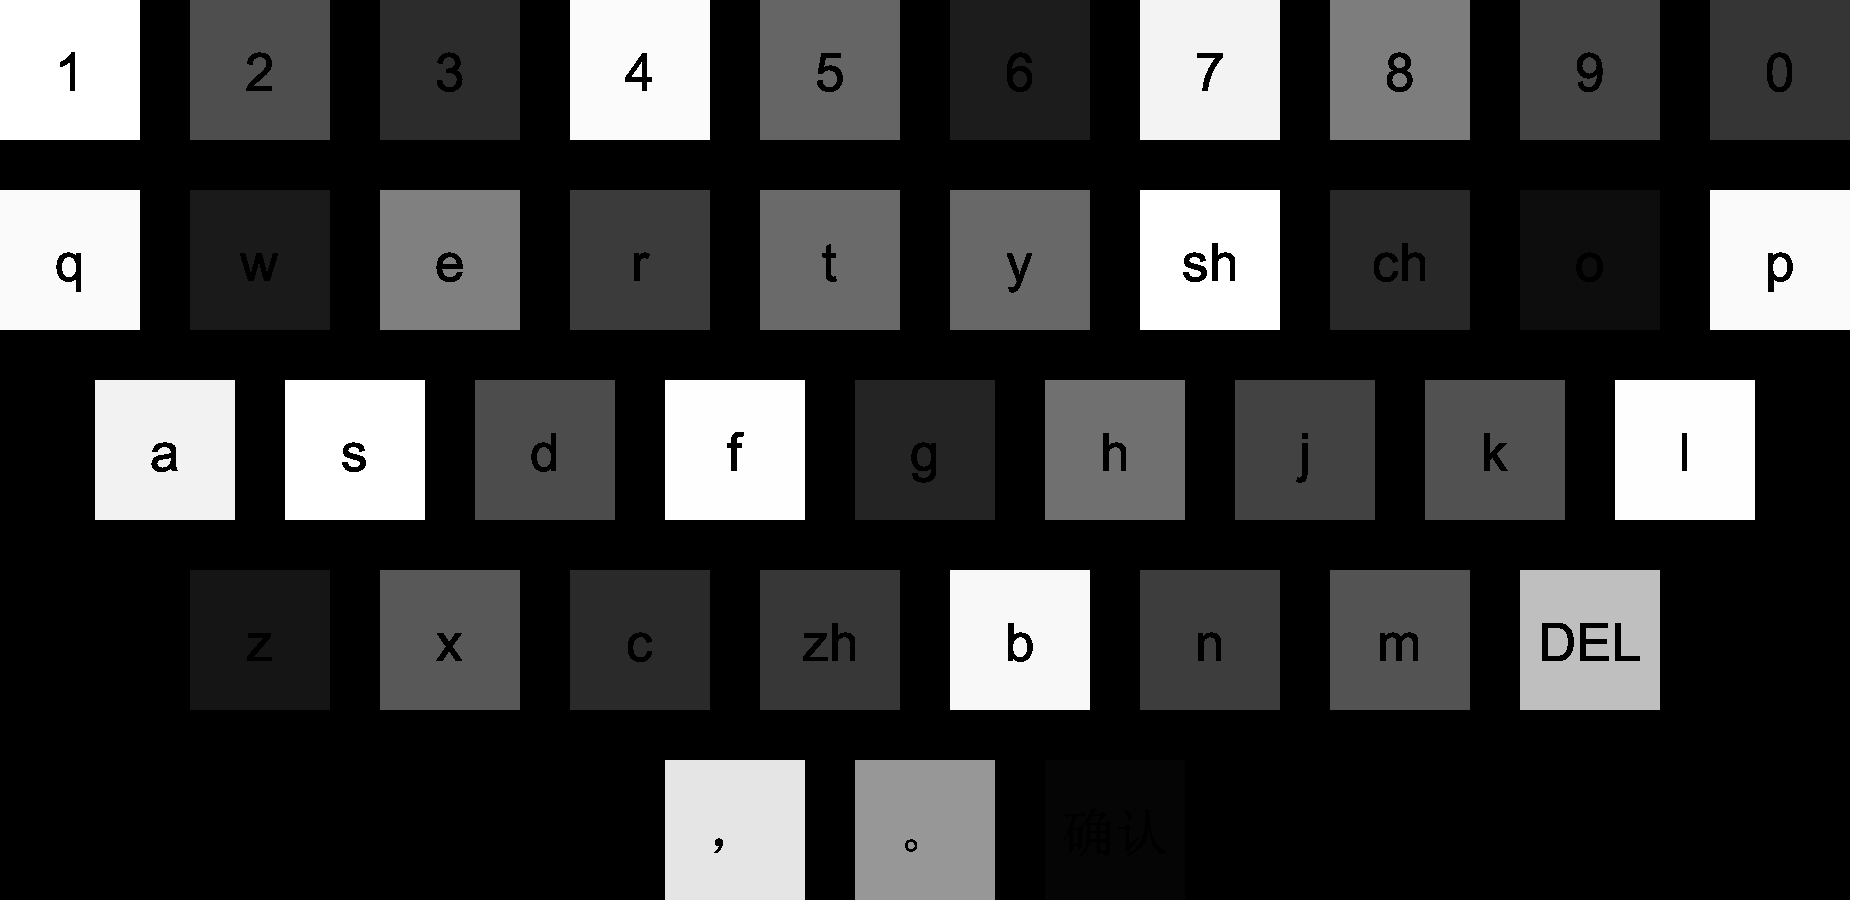 1 2 3 4 5 6 7 8 9 0
q w e r t y sh ch o p
a s d f g h j k l
z x c zh b n m DEL
， 。 确认